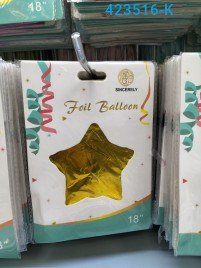 423516-K
18"
SINCERELY
Foil Balloon
18"